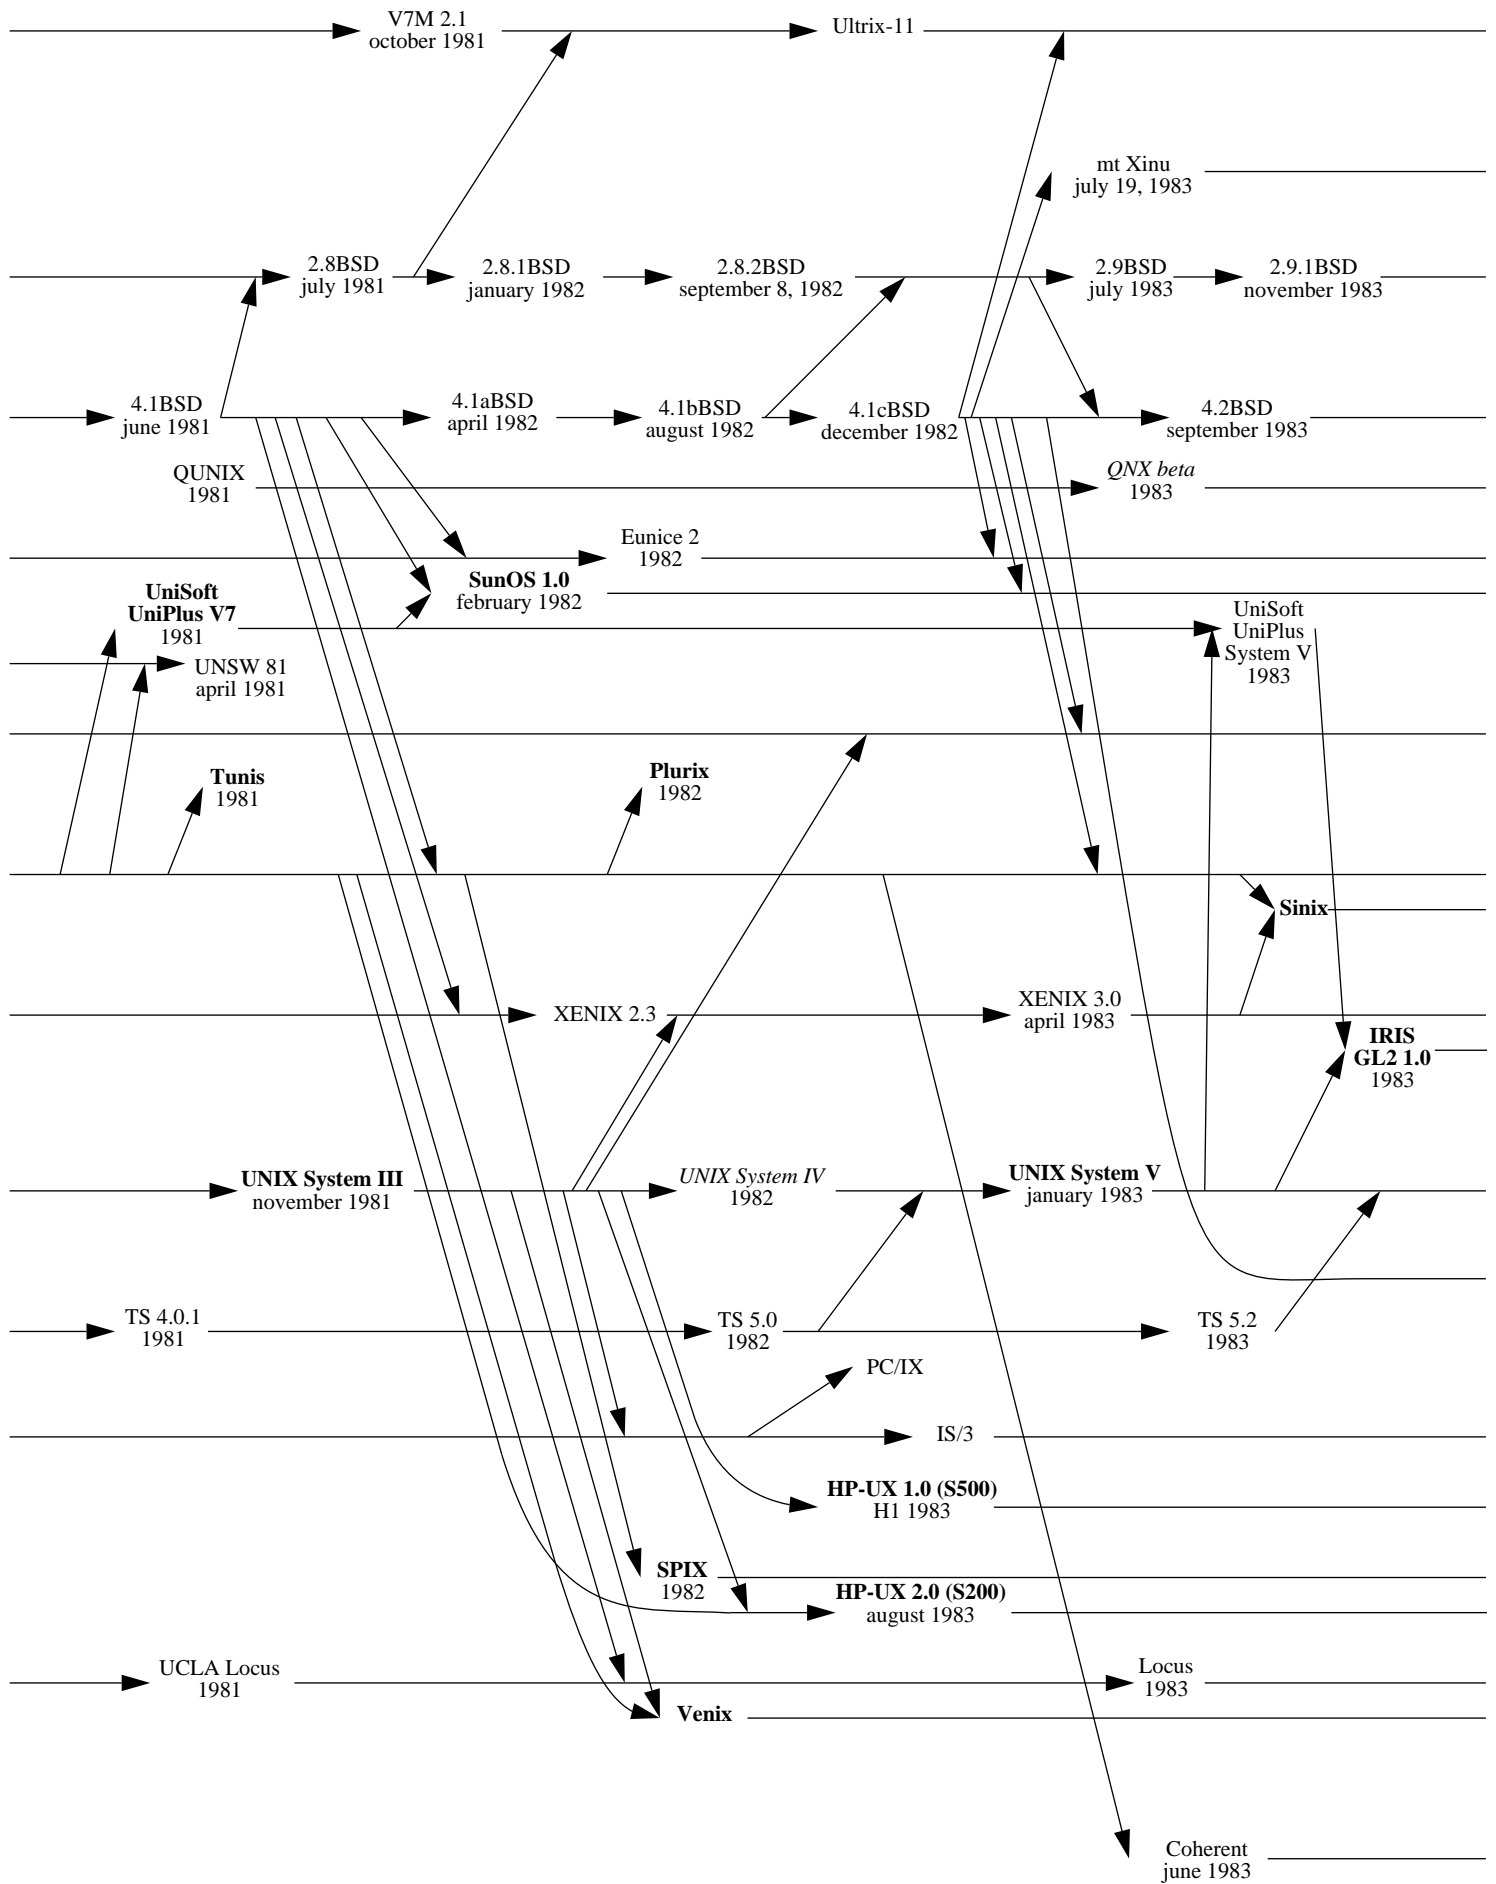 V7M 2.1
october 1981
Ultrix-11
mt Xinu
july 19, 1983
2.8BSD
july 1981
2.8.1BSD
january 1982
2.8.2BSD
september 8, 1982
2.9BSD
july 1983
2.9.1BSD
november 1983
4.1BSD
june 1981
4.1aBSD
april 1982
4.1bBSD
august 1982
4.1cBSD
december 1982
4.2BSD
september 1983
QUNIX
1981
QNX beta
1983
Eunice 2
1982
SunOS 1.0
february 1982
UniSoft
UniPlus V7
1981
UniSoft
UniPlus
System V
1983
UNSW 81
april 1981
Tunis
1981
Plurix
1982
Sinix
XENIX 2.3
XENIX 3.0
april 1983
IRIS
GL2 1.0
1983
UNIX System III
november 1981
UNIX System IV
1982
UNIX System V
january 1983
TS 4.0.1
1981
TS 5.0
1982
TS 5.2
1983
PC/IX
IS/3
HP-UX 1.0 (S500)
H1 1983
SPIX
1982
HP-UX 2.0 (S200)
august 1983
UCLA Locus
1981
Locus
1983
Venix
Coherent
june 1983